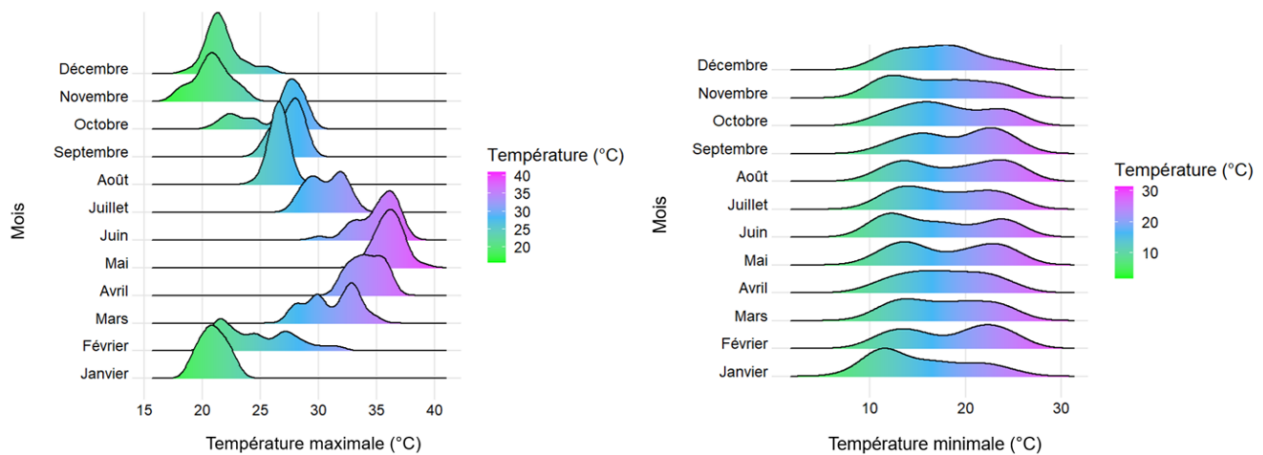 Mois
Décembre
Novembre
Octobre
Septembre
Août
Juillet
Juin
Mai
Avril
Mars
Février
Janvier
15 20 25 30 35 40
Température maximale (°C)
Température (°C)
40
35
30
25
20
Mois
Décembre
Novembre
Octobre
Septembre
Août
Juillet
Juin
Mai
Avril
Mars
Février
Janvier
10 20 30
Température minimale (°C)
Température (°C)
30
20
10